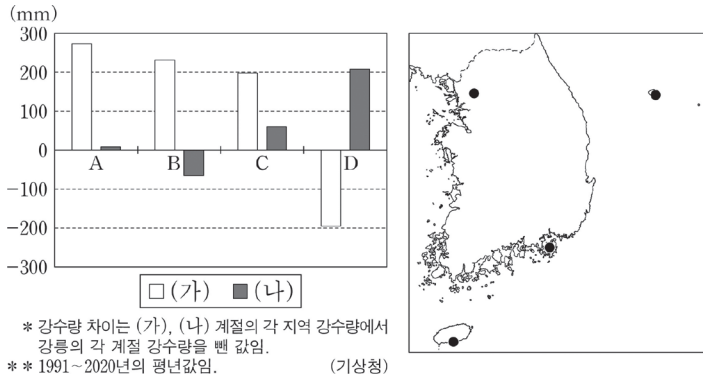 (mm)
300
200
100
0
-100
-200
-300
A
B
C
D
(가)
(나)
* 강수량 차이는 (가), (나) 계절의 각 지역 강수량에서
강릉의 각 계절 강수량을 뺀 값임.
** 1991~2020년의 평년값임.
(기상청)